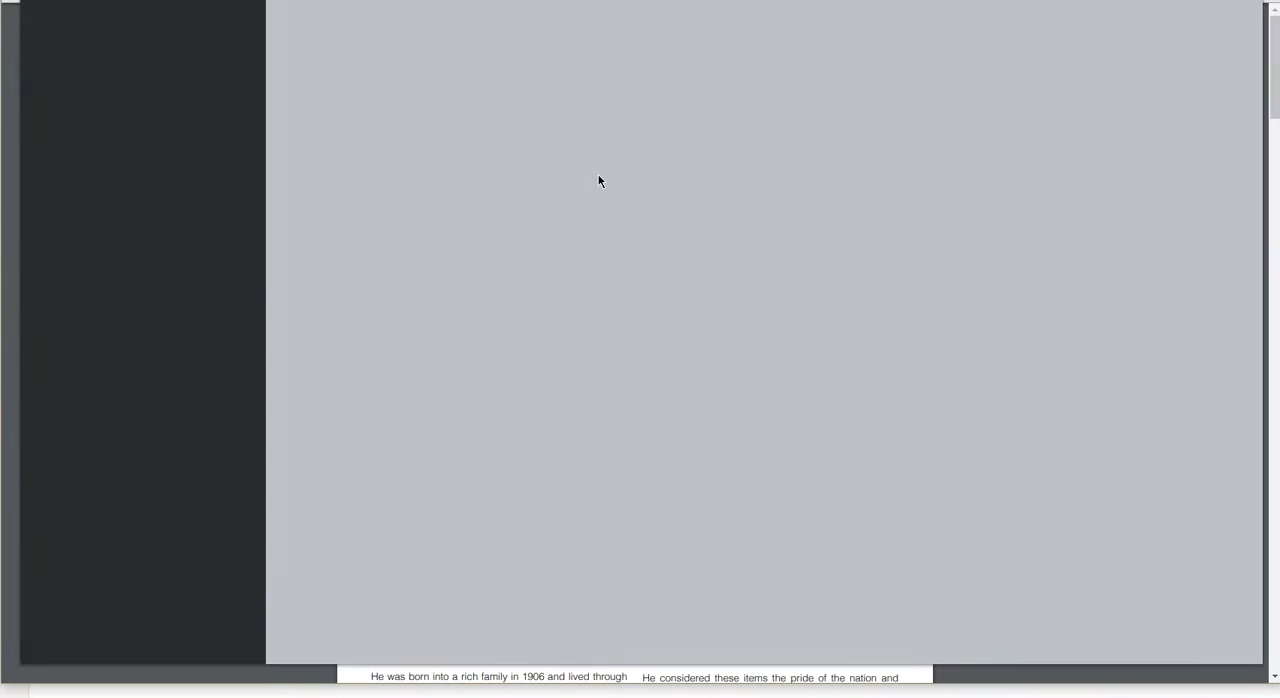 He was born into a rich family in 1906 and lived through
He considered these items the pride of the nation and